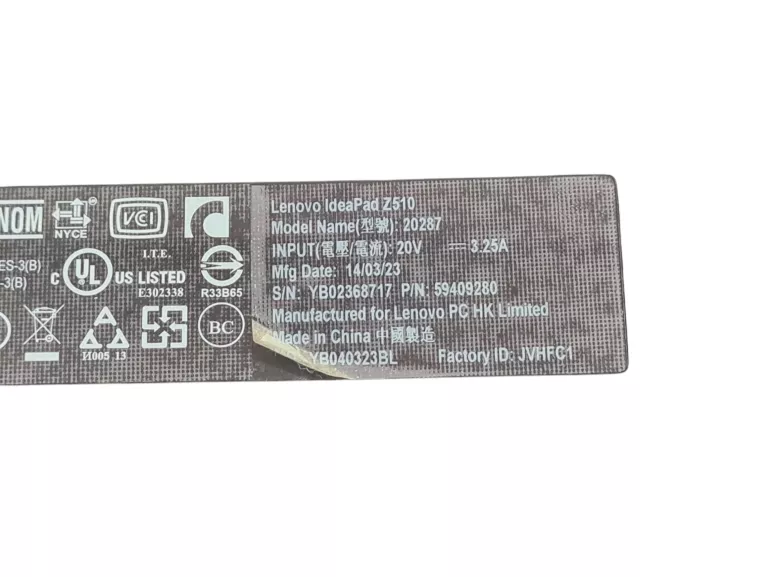 NOM
NYCE
VCI
ES-3(B)
-3(B)
I.T.E.
C UL US LISTED
E302338
R33B65
И005 13
BC
Lenovo IdeaPad Z510
Model Name(型號): 20287
INPUT(電壓/電流): 20V ⎓ 3.25A
Mfg Date: 14/03/23
S/N: YB02368717 P/N: 59409280
Manufactured for Lenovo PC HK Limited
Made in China 中國製造
YB040323BL Factory ID: JVHFC1